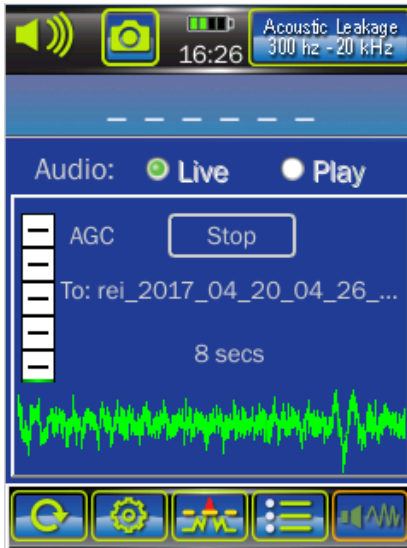 Acoustic Leakage
16:26 300 hz - 20 kHz
_ _ _ _ _ _
Audio: Live Play
AGC Stop
To: rei_2017_04_20_04_26_...
8 secs